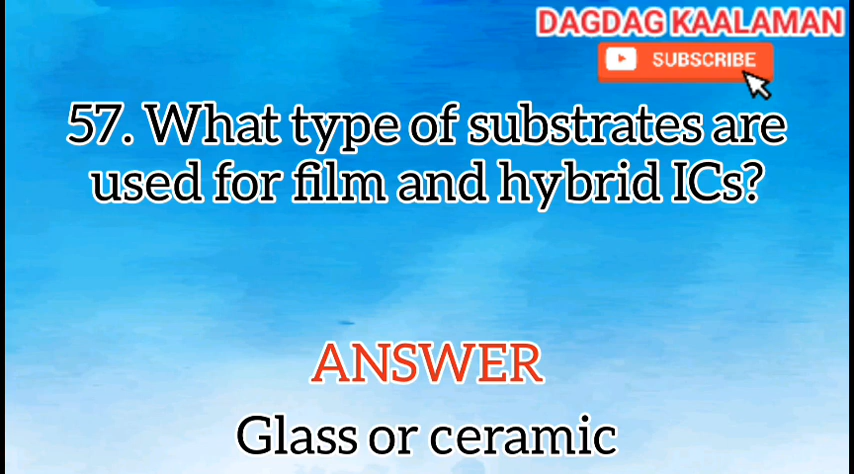 DAGDAG KAALAMAN
SUBSCRIBE
57. What type of substrates are
used for film and hybrid ICs?
ANSWER
Glass or ceramic